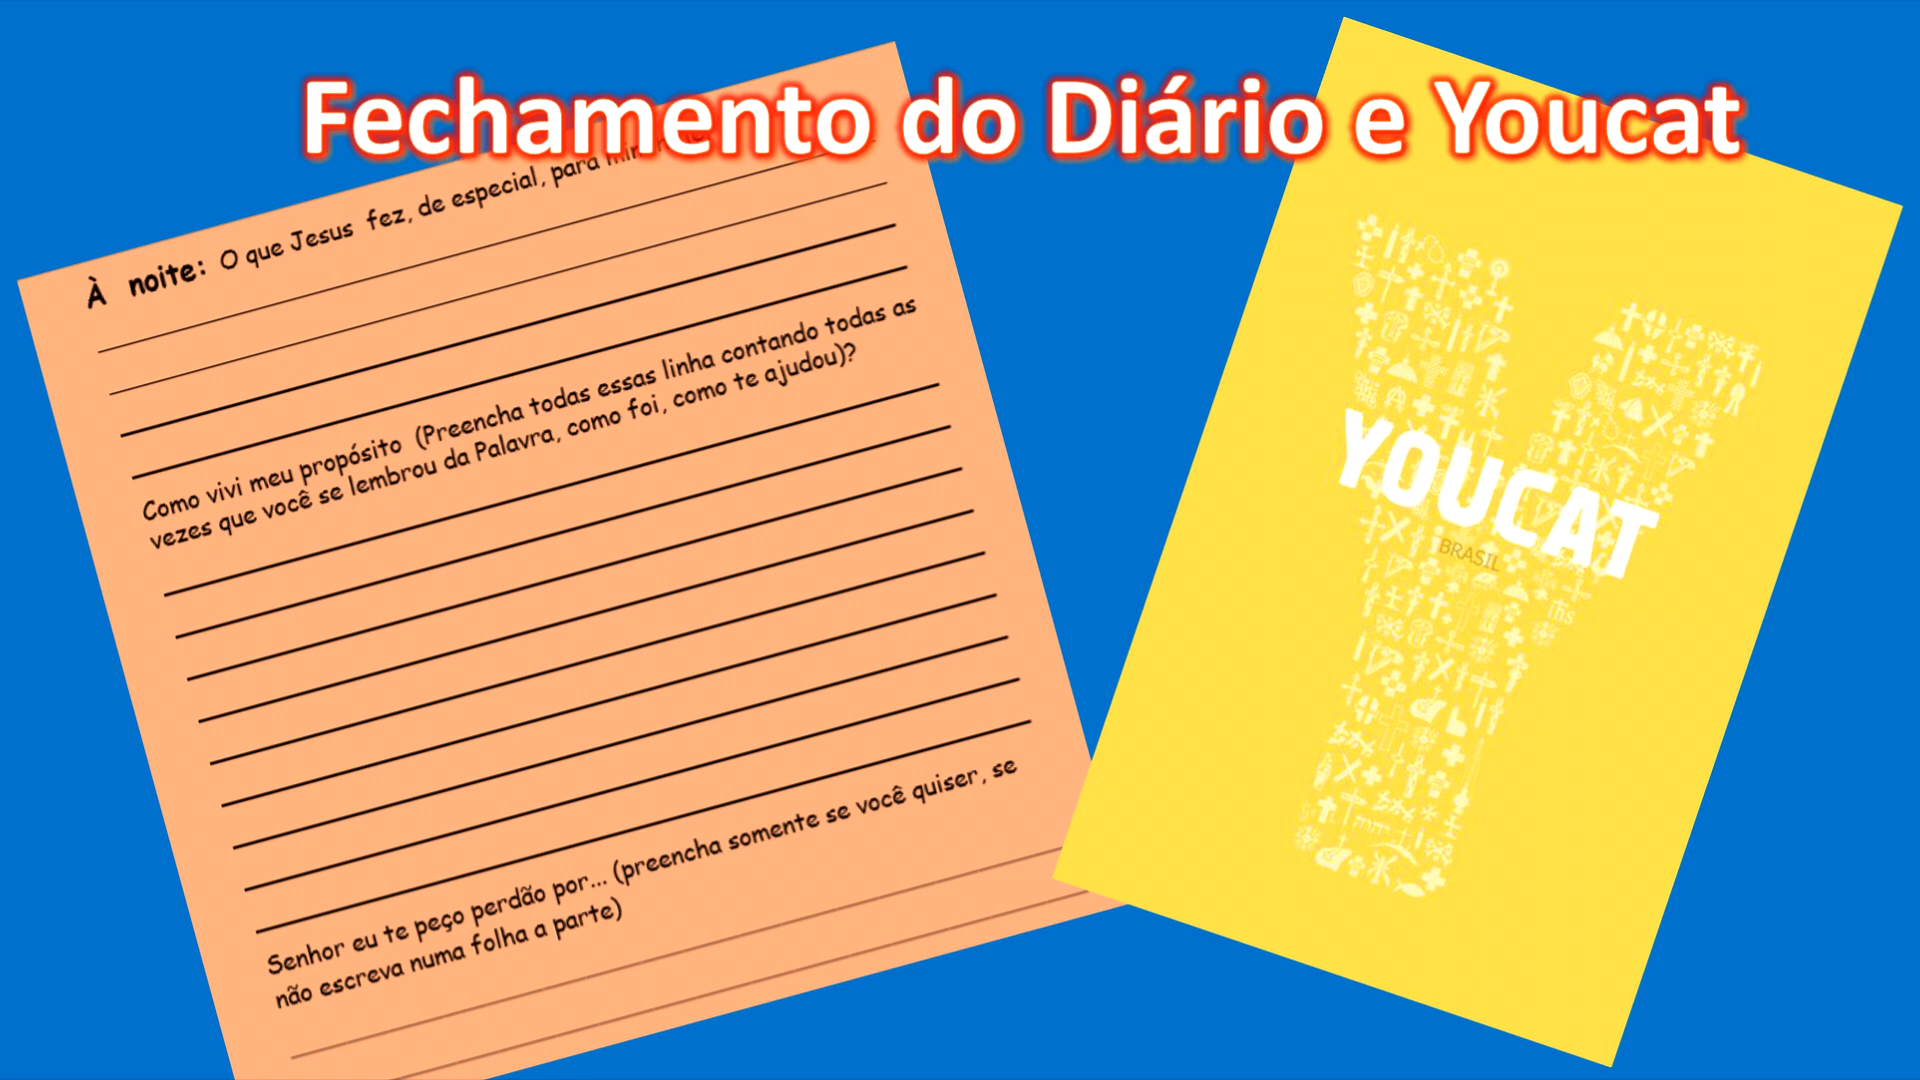 Fechamento do Diário e Youcat
À noite: O que Jesus fez, de especial, para
Como vivi meu propósito (Preencha todas essas linha contando todas as
vezes que você se lembrou da Palavra, como foi, como te ajudou)?
Senhor eu te peço perdão por... (preencha somente se você quiser, se
não escreva numa folha a parte)
YOUCAT
BRASIL
ihs